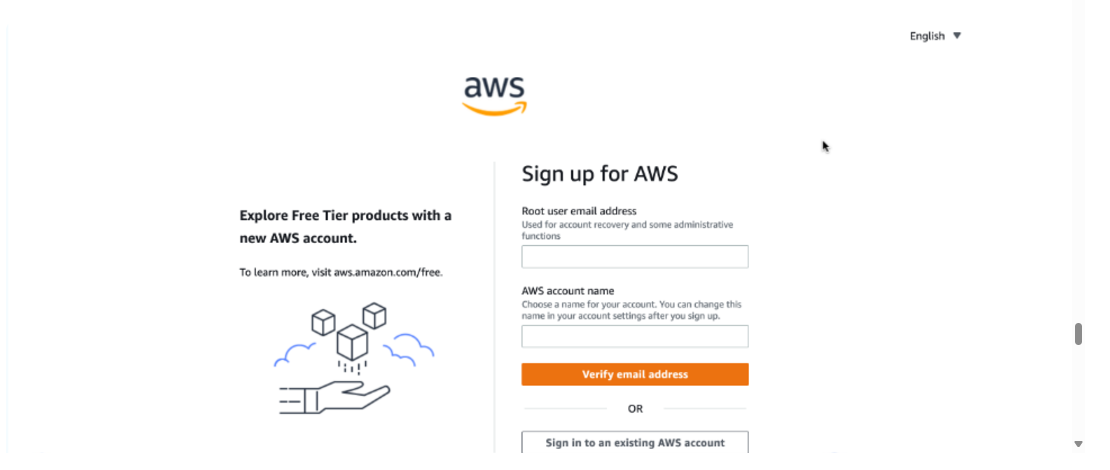 English
aws
Explore Free Tier products with a
new AWS account.
To learn more, visit aws.amazon.com/free.
Sign up for AWS
Root user email address
Used for account recovery and some administrative
functions
AWS account name
Choose a name for your account. You can change this
name in your account settings after you sign up.
Verify email address
OR
Sign in to an existing AWS account